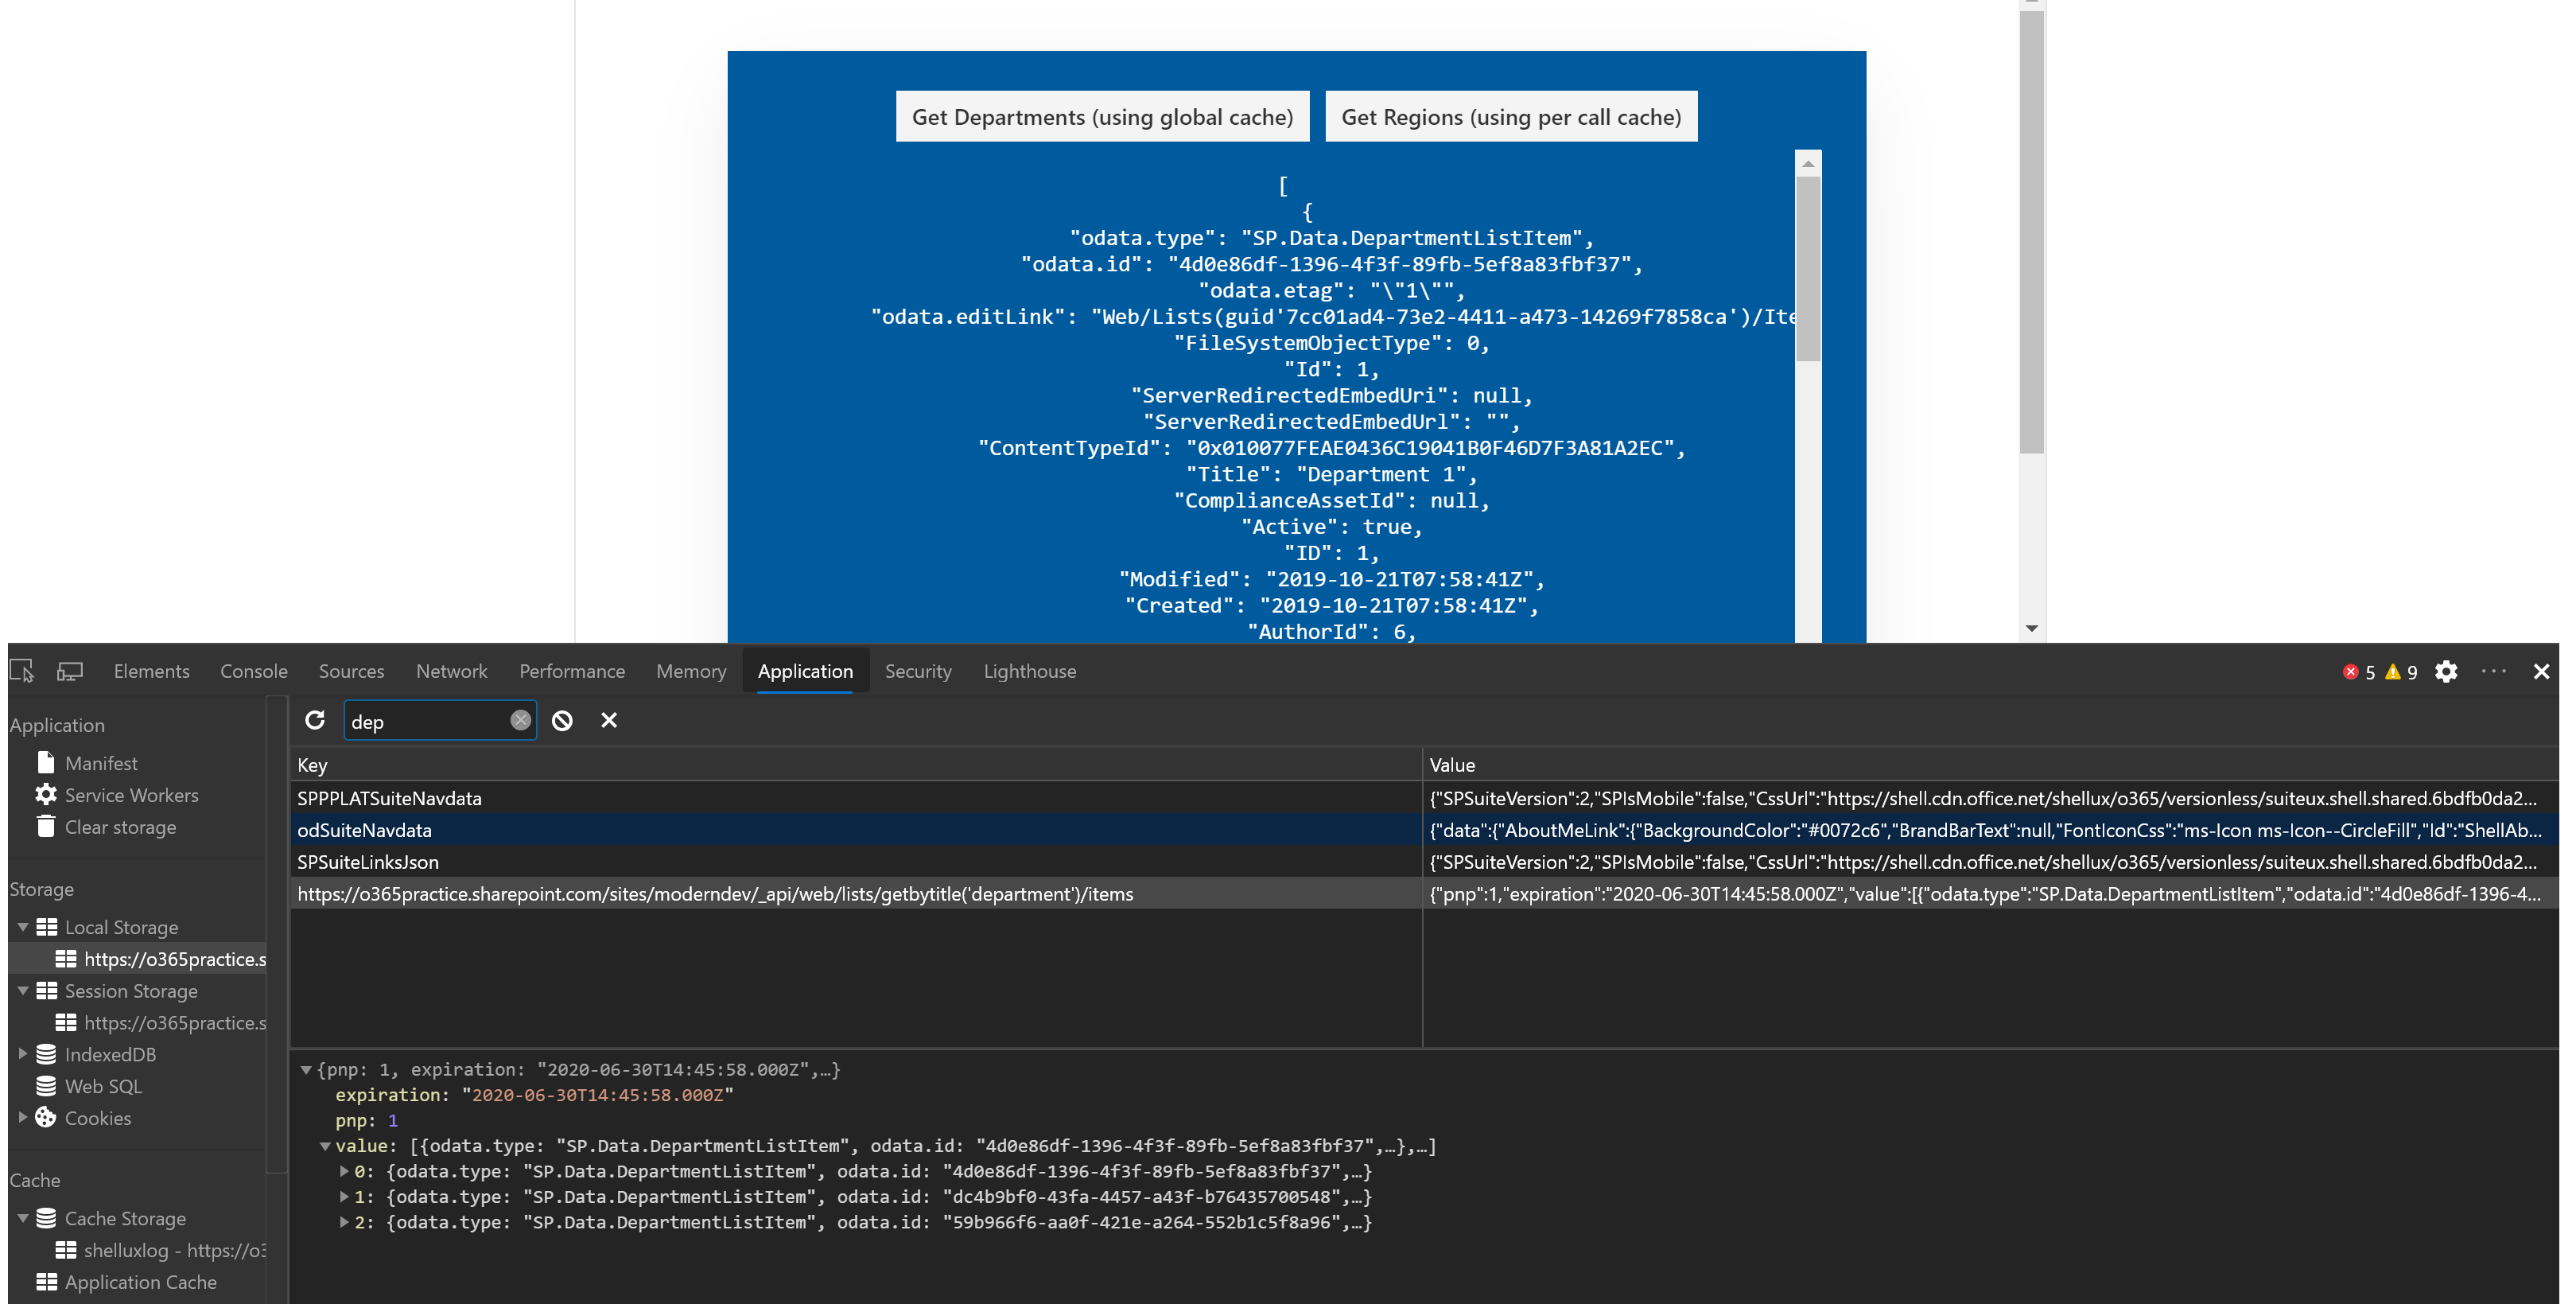 Get Departments (using global cache) Get Regions (using per call cache)
[
{
"odata.type": "SP.Data.DepartmentListItem",
"odata.id": "4d0e86df-1396-4f3f-89fb-5ef8a83fbf37",
"odata.etag": "\"1\"",
"odata.editLink": "Web/Lists(guid'7cc01ad4-73e2-4411-a473-14269f7858ca')/Ite
"FileSystemObjectType": 0,
"Id": 1,
"ServerRedirectedEmbedUri": null,
"ServerRedirectedEmbedUrl": "",
"ContentTypeId": "0x010077FEAE0436C19041B0F46D7F3A81A2EC",
"Title": "Department 1",
"ComplianceAssetId": null,
"Active": true,
"ID": 1,
"Modified": "2019-10-21T07:58:41Z",
"Created": "2019-10-21T07:58:41Z",
"AuthorId": 6,
Elements Console Sources Network Performance Memory Application Security Lighthouse 5 9
dep
Application
Manifest
Service Workers
Clear storage
Storage
Local Storage
https://o365practice.s
Session Storage
https://o365practice.s
IndexedDB
Web SQL
Cookies
Cache
Cache Storage
shelluxlog - https://o3
Application Cache
Key Value
SPPPLATSuiteNavdata {"SPSuiteVersion":2,"SPIsMobile":false,"CssUrl":"https://shell.cdn.office.net/shellux/o365/versionless/suiteux.shell.shared.6bdfb0da2...
odSuiteNavdata {"data":{"AboutMeLink":{"BackgroundColor":"#0072c6","BrandBarText":null,"FontIconCss":"ms-Icon ms-Icon--CircleFill","Id":"ShellAb...
SPSuiteLinksJson {"SPSuiteVersion":2,"SPIsMobile":false,"CssUrl":"https://shell.cdn.office.net/shellux/o365/versionless/suiteux.shell.shared.6bdfb0da2...
https://o365practice.sharepoint.com/sites/moderndev/_api/web/lists/getbytitle('department')/items {"pnp":1,"expiration":"2020-06-30T14:45:58.000Z","value":[{"odata.type":"SP.Data.DepartmentListItem","odata.id":"4d0e86df-1396-4...
{pnp: 1, expiration: "2020-06-30T14:45:58.000Z",…}
expiration: "2020-06-30T14:45:58.000Z"
pnp: 1
value: [{odata.type: "SP.Data.DepartmentListItem", odata.id: "4d0e86df-1396-4f3f-89fb-5ef8a83fbf37",…},…]
0: {odata.type: "SP.Data.DepartmentListItem", odata.id: "4d0e86df-1396-4f3f-89fb-5ef8a83fbf37",…}
1: {odata.type: "SP.Data.DepartmentListItem", odata.id: "dc4b9bf0-43fa-4457-a43f-b76435700548",…}
2: {odata.type: "SP.Data.DepartmentListItem", odata.id: "59b966f6-aa0f-421e-a264-552b1c5f8a96",…}